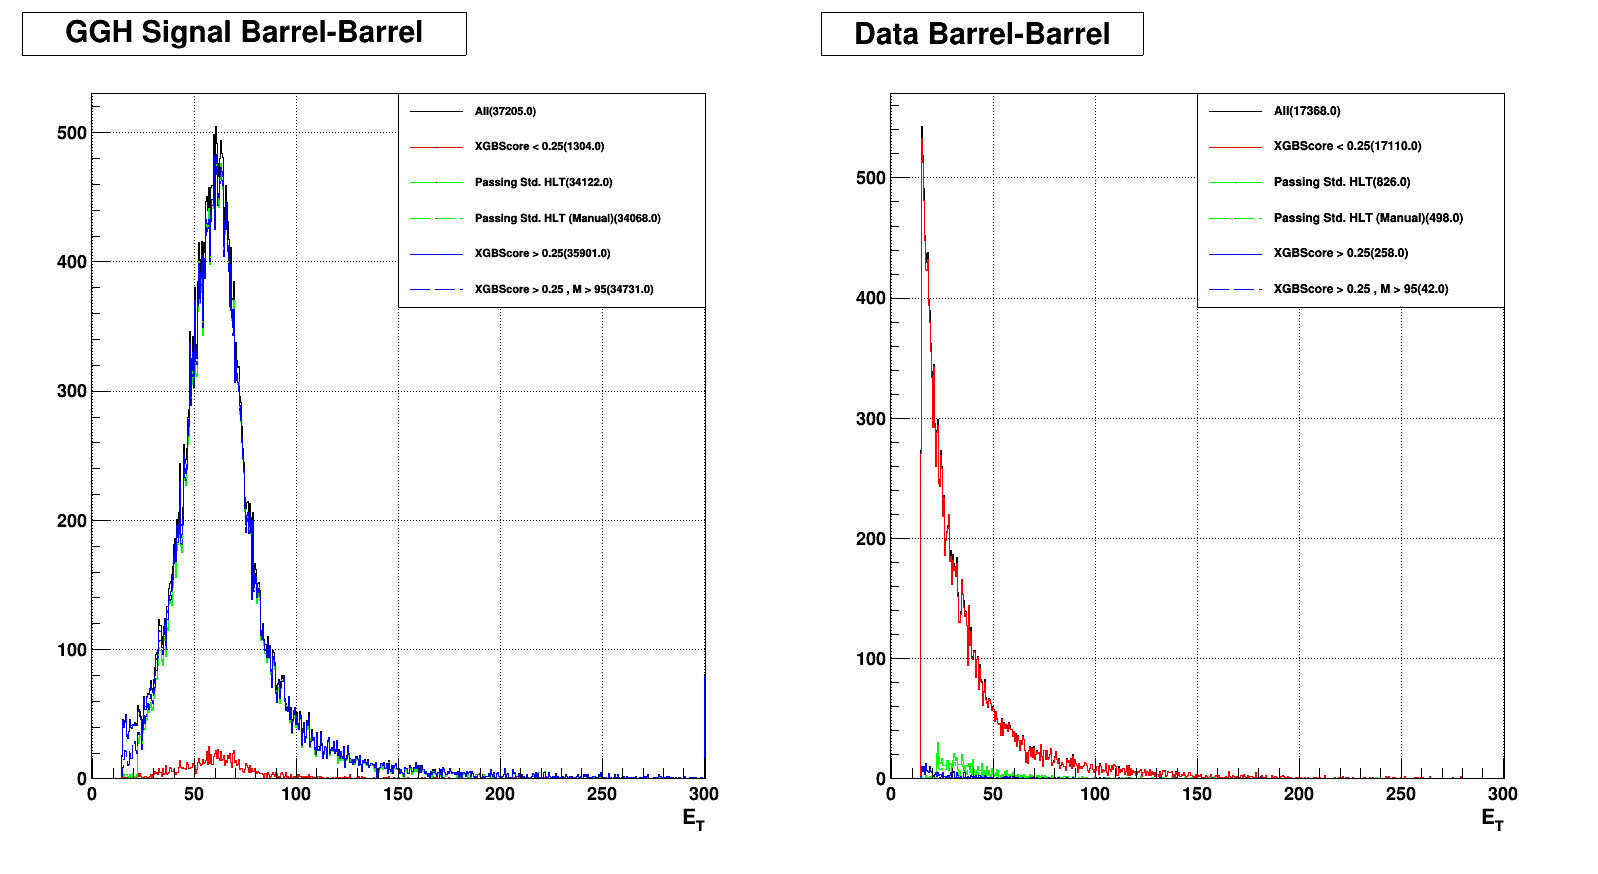 GGH Signal Barrel-Barrel
All(37205.0)
XGBScore < 0.25(1304.0)
Passing Std. HLT(34122.0)
Passing Std. HLT (Manual)(34068.0)
XGBScore > 0.25(35901.0)
XGBScore > 0.25 , M > 95(34731.0)
500
400
300
200
100
0
0 50 100 150 200 250 300
E_T
Data Barrel-Barrel
All(17368.0)
XGBScore < 0.25(17110.0)
Passing Std. HLT(826.0)
Passing Std. HLT (Manual)(498.0)
XGBScore > 0.25(258.0)
XGBScore > 0.25 , M > 95(42.0)
500
400
300
200
100
0
0 50 100 150 200 250 300
E_T